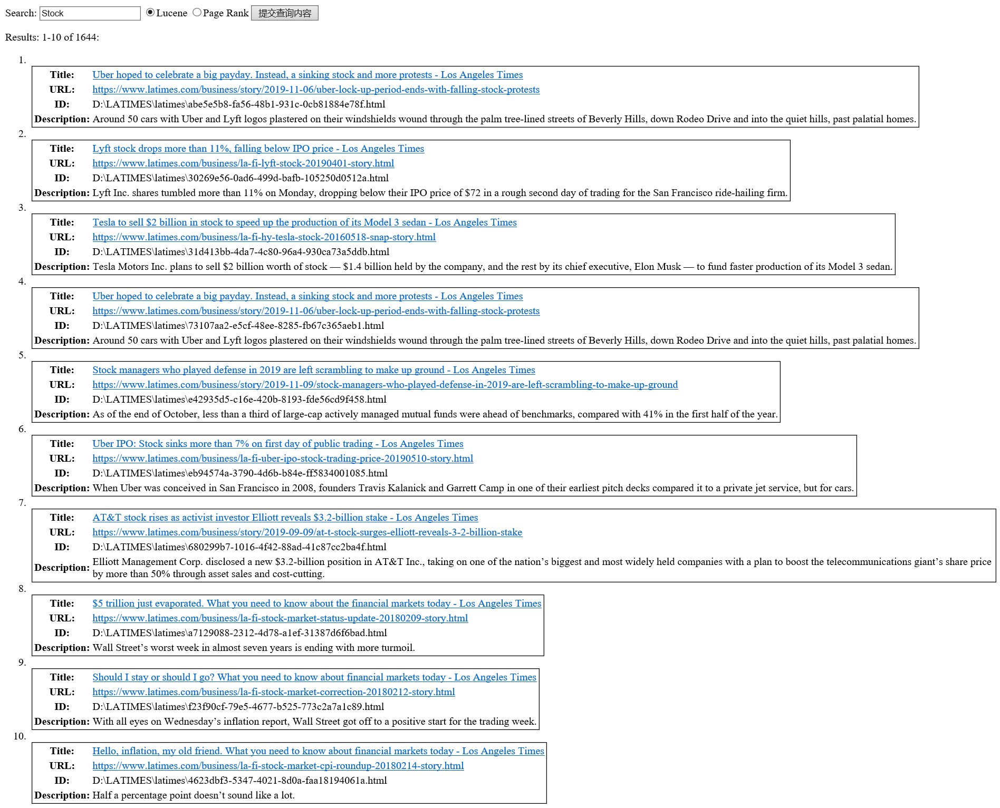 Search: Stock Lucene Page Rank 提交查询内容
Results: 1-10 of 1644:
1.
Title: Uber hoped to celebrate a big payday. Instead, a sinking stock and more protests - Los Angeles Times
URL: https://www.latimes.com/business/story/2019-11-06/uber-lock-up-period-ends-with-falling-stock-protests
ID: D:\LATIMES\latimes\abe5e5b8-fa56-48b1-931c-0cb81884e78f.html
Description: Around 50 cars with Uber and Lyft logos plastered on their windshields wound through the palm tree-lined streets of Beverly Hills, down Rodeo Drive and into the quiet hills, past palatial homes.
2.
Title: Lyft stock drops more than 11%, falling below IPO price - Los Angeles Times
URL: https://www.latimes.com/business/la-fi-lyft-stock-20190401-story.html
ID: D:\LATIMES\latimes\30269e56-0ad6-499d-bafb-105250d0512a.html
Description: Lyft Inc. shares tumbled more than 11% on Monday, dropping below their IPO price of $72 in a rough second day of trading for the San Francisco ride-hailing firm.
3.
Title: Tesla to sell $2 billion in stock to speed up the production of its Model 3 sedan - Los Angeles Times
URL: https://www.latimes.com/business/la-fi-hy-tesla-stock-20160518-snap-story.html
ID: D:\LATIMES\latimes\31d413bb-4da7-4c80-96a4-930ca73a5ddb.html
Description: Tesla Motors Inc. plans to sell $2 billion worth of stock — $1.4 billion held by the company, and the rest by its chief executive, Elon Musk — to fund faster production of its Model 3 sedan.
4.
Title: Uber hoped to celebrate a big payday. Instead, a sinking stock and more protests - Los Angeles Times
URL: https://www.latimes.com/business/story/2019-11-06/uber-lock-up-period-ends-with-falling-stock-protests
ID: D:\LATIMES\latimes\73107aa2-e5cf-48ee-8285-fb67c365aeb1.html
Description: Around 50 cars with Uber and Lyft logos plastered on their windshields wound through the palm tree-lined streets of Beverly Hills, down Rodeo Drive and into the quiet hills, past palatial homes.
5.
Title: Stock managers who played defense in 2019 are left scrambling to make up ground - Los Angeles Times
URL: https://www.latimes.com/business/story/2019-11-09/stock-managers-who-played-defense-in-2019-are-left-scrambling-to-make-up-ground
ID: D:\LATIMES\latimes\e42935d5-c16e-420b-8193-fde56cd9f458.html
Description: As of the end of October, less than a third of large-cap actively managed mutual funds were ahead of benchmarks, compared with 41% in the first half of the year.
6.
Title: Uber IPO: Stock sinks more than 7% on first day of public trading - Los Angeles Times
URL: https://www.latimes.com/business/la-fi-uber-ipo-stock-trading-price-20190510-story.html
ID: D:\LATIMES\latimes\eb94574a-3790-4d6b-b84e-ff5834001085.html
Description: When Uber was conceived in San Francisco in 2008, founders Travis Kalanick and Garrett Camp in one of their earliest pitch decks compared it to a private jet service, but for cars.
7.
Title: AT&T stock rises as activist investor Elliott reveals $3.2-billion stake - Los Angeles Times
URL: https://www.latimes.com/business/story/2019-09-09/at-t-stock-surges-elliott-reveals-3-2-billion-stake
ID: D:\LATIMES\latimes\680299b7-1016-4f42-88ad-41c87cc2ba4f.html
Description: Elliott Management Corp. disclosed a new $3.2-billion position in AT&T Inc., taking on one of the nation’s biggest and most widely held companies with a plan to boost the telecommunications giant’s share price
by more than 50% through asset sales and cost-cutting.
8.
Title: $5 trillion just evaporated. What you need to know about the financial markets today - Los Angeles Times
URL: https://www.latimes.com/business/la-fi-stock-market-status-update-20180209-story.html
ID: D:\LATIMES\latimes\a7129088-2312-4d78-a1ef-31387d6f6bad.html
Description: Wall Street’s worst week in almost seven years is ending with more turmoil.
9.
Title: Should I stay or should I go? What you need to know about financial markets today - Los Angeles Times
URL: https://www.latimes.com/business/la-fi-stock-market-correction-20180212-story.html
ID: D:\LATIMES\latimes\f23f90cf-79e5-4677-b525-773c2a7a1c89.html
Description: With all eyes on Wednesday’s inflation report, Wall Street got off to a positive start for the trading week.
10.
Title: Hello, inflation, my old friend. What you need to know about financial markets today - Los Angeles Times
URL: https://www.latimes.com/business/la-fi-stock-market-cpi-roundup-20180214-story.html
ID: D:\LATIMES\latimes\4623dbf3-5347-4021-8d0a-faa18194061a.html
Description: Half a percentage point doesn’t sound like a lot.